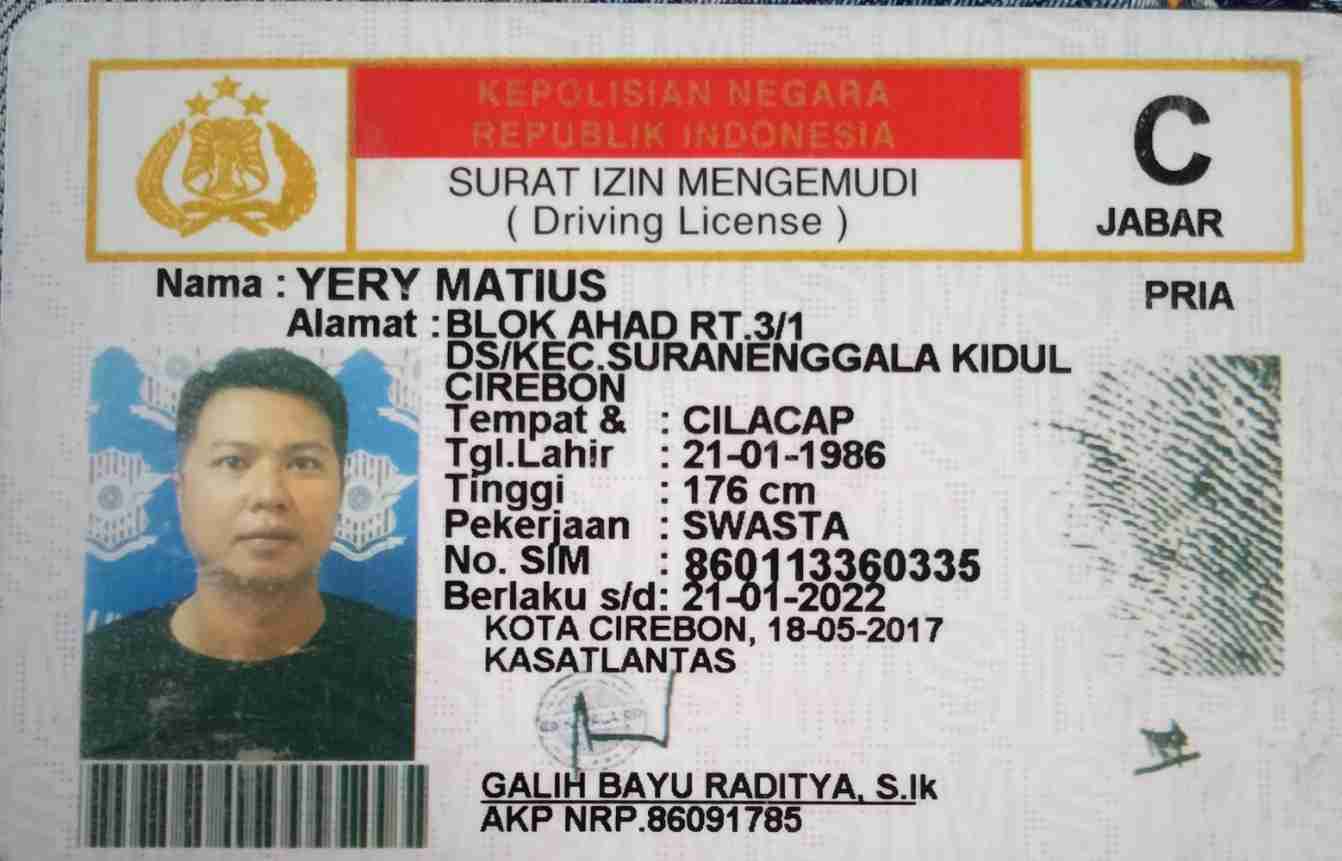 KEPOLISIAN NEGARA
REPUBLIK INDONESIA
SURAT IZIN MENGEMUDI
( Driving License )
C
JABAR
PRIA
Nama : YERY MATIUS
Alamat : BLOK AHAD RT.3/1
DS/KEC.SURANENGGALA KIDUL
CIREBON
Tempat & : CILACAP
Tgl.Lahir : 21-01-1986
Tinggi : 176 cm
Pekerjaan : SWASTA
No. SIM : 860113360335
Berlaku s/d: 21-01-2022
KOTA CIREBON, 18-05-2017
KASATLANTAS
GALIH BAYU RADITYA, S.Ik
AKP NRP.86091785